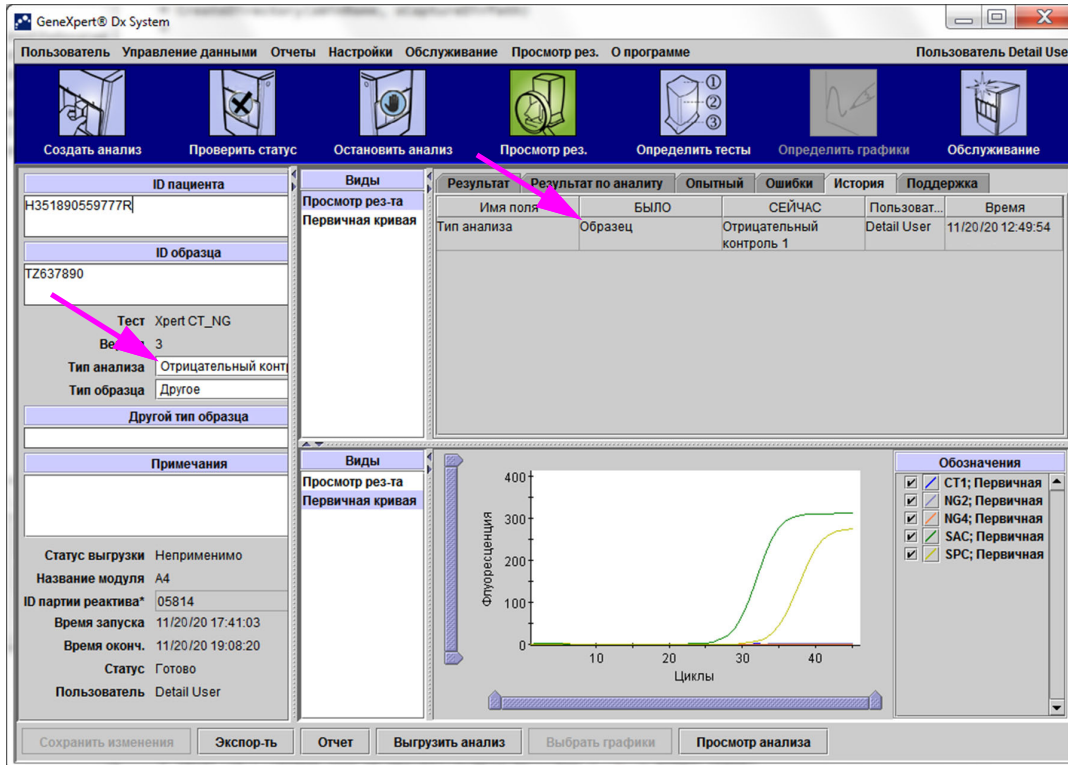 GeneXpert® Dx System
Пользователь Управление данными Отчеты Настройки Обслуживание Просмотр рез. О программе Пользователь Detail Use
Создать анализ Проверить статус Остановить анализ Просмотр рез. Определить тесты Определить графики Обслуживание
ID пациента
H351890559777R
ID образца
TZ637890
Тест Xpert CT_NG
3
Тип анализа Отрицательный конт
Тип образца Другое
Другой тип образца
Примечания
Статус выгрузки Неприменимо
Название модуля A4
ID партии реактива* 05814
Время запуска 11/20/20 17:41:03
Время оконч. 11/20/20 19:08:20
Статус Готово
Пользователь Detail User
Виды
Просмотр рез-та
Первичная кривая
Результат Результат по аналиту Опытный Ошибки История Поддержка
Имя поля БЫЛО СЕЙЧАС Пользоват... Время
Тип анализа Образец Отрицательный контроль 1 Detail User 11/20/20 12:49:54
Виды
Просмотр рез-та
Первичная кривая
Флуоресценция
400
300
200
100
0
10 20 30 40
Циклы
Обозначения
CT1; Первичная
NG2; Первичная
NG4; Первичная
SAC; Первичная
SPC; Первичная
Сохранить изменения Экспор-ть Отчет Выгрузить анализ Выбрать графики Просмотр анализа